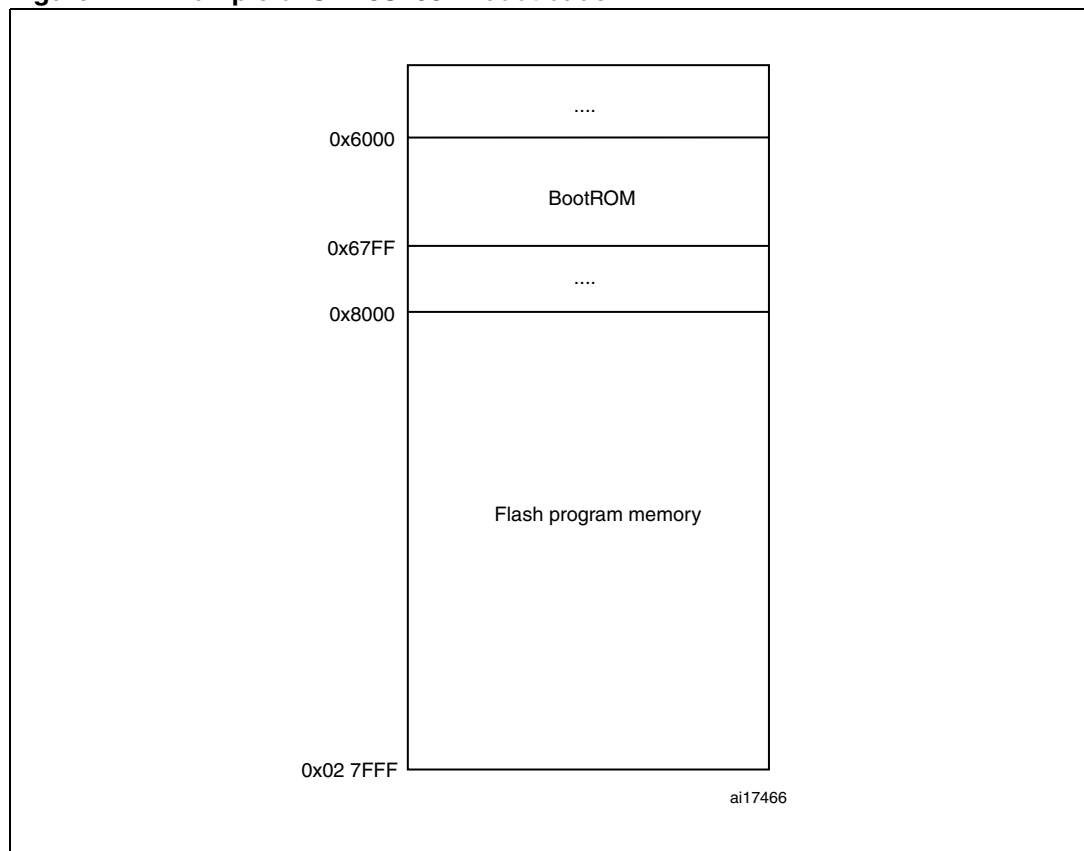 ....
0x6000
BootROM
0x67FF
....
0x8000
Flash program memory
0x02 7FFF
ai17466